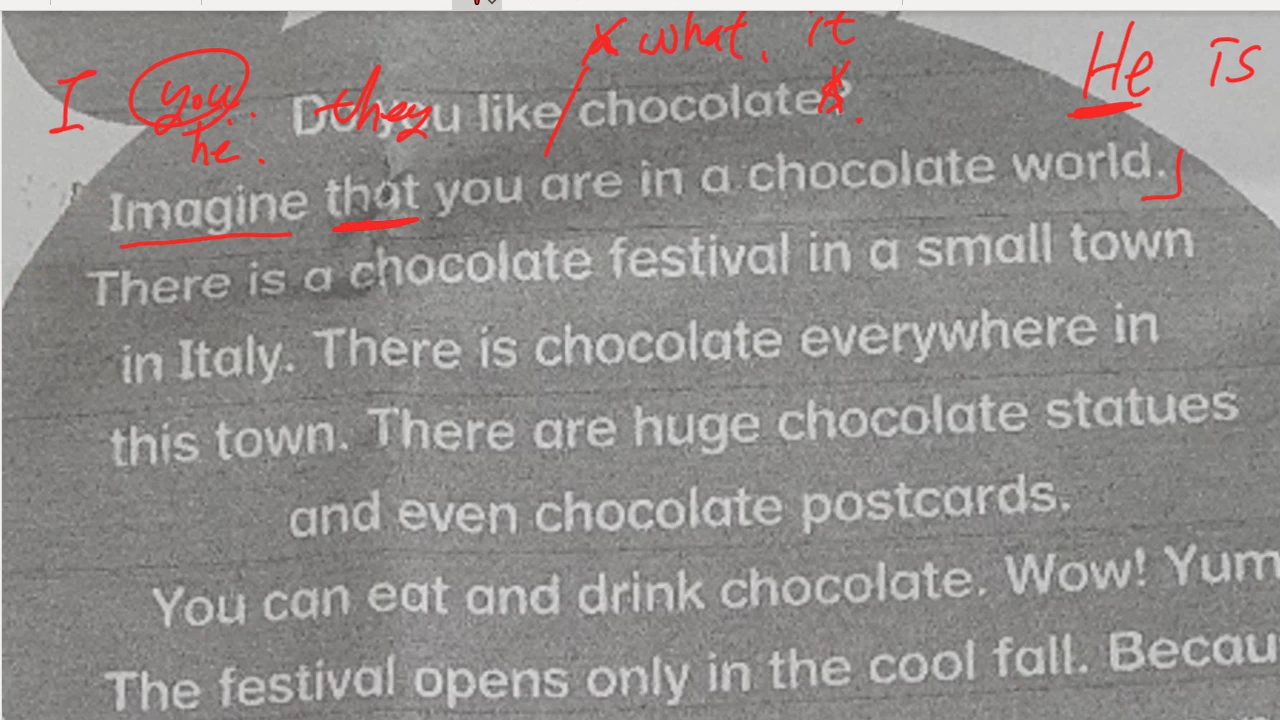 what. it
He is
I you they
he.
Do you like chocolate?
Imagine that you are in a chocolate world.
There is a chocolate festival in a small town
in Italy. There is chocolate everywhere in
this town. There are huge chocolate statues
and even chocolate postcards.
You can eat and drink chocolate. Wow! Yum
The festival opens only in the cool fall. Becau